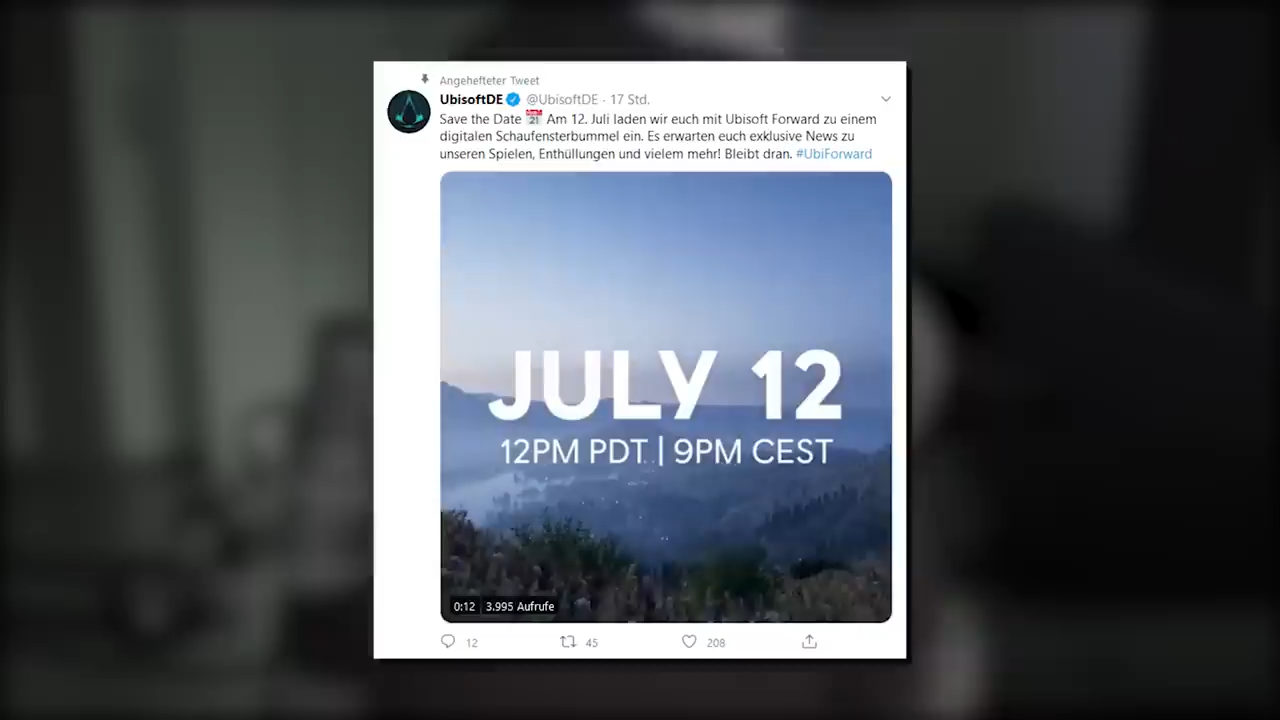 Angehefteter Tweet
UbisoftDE @UbisoftDE · 17 Std.
Save the Date 📅 Am 12. Juli laden wir euch mit Ubisoft Forward zu einem
digitalen Schaufensterbummel ein. Es erwarten euch exklusive News zu
unseren Spielen, Enthüllungen und vielem mehr! Bleibt dran. #UbiForward
JULY 12
12PM PDT | 9PM CEST
0:12 3.995 Aufrufe
12 45 208